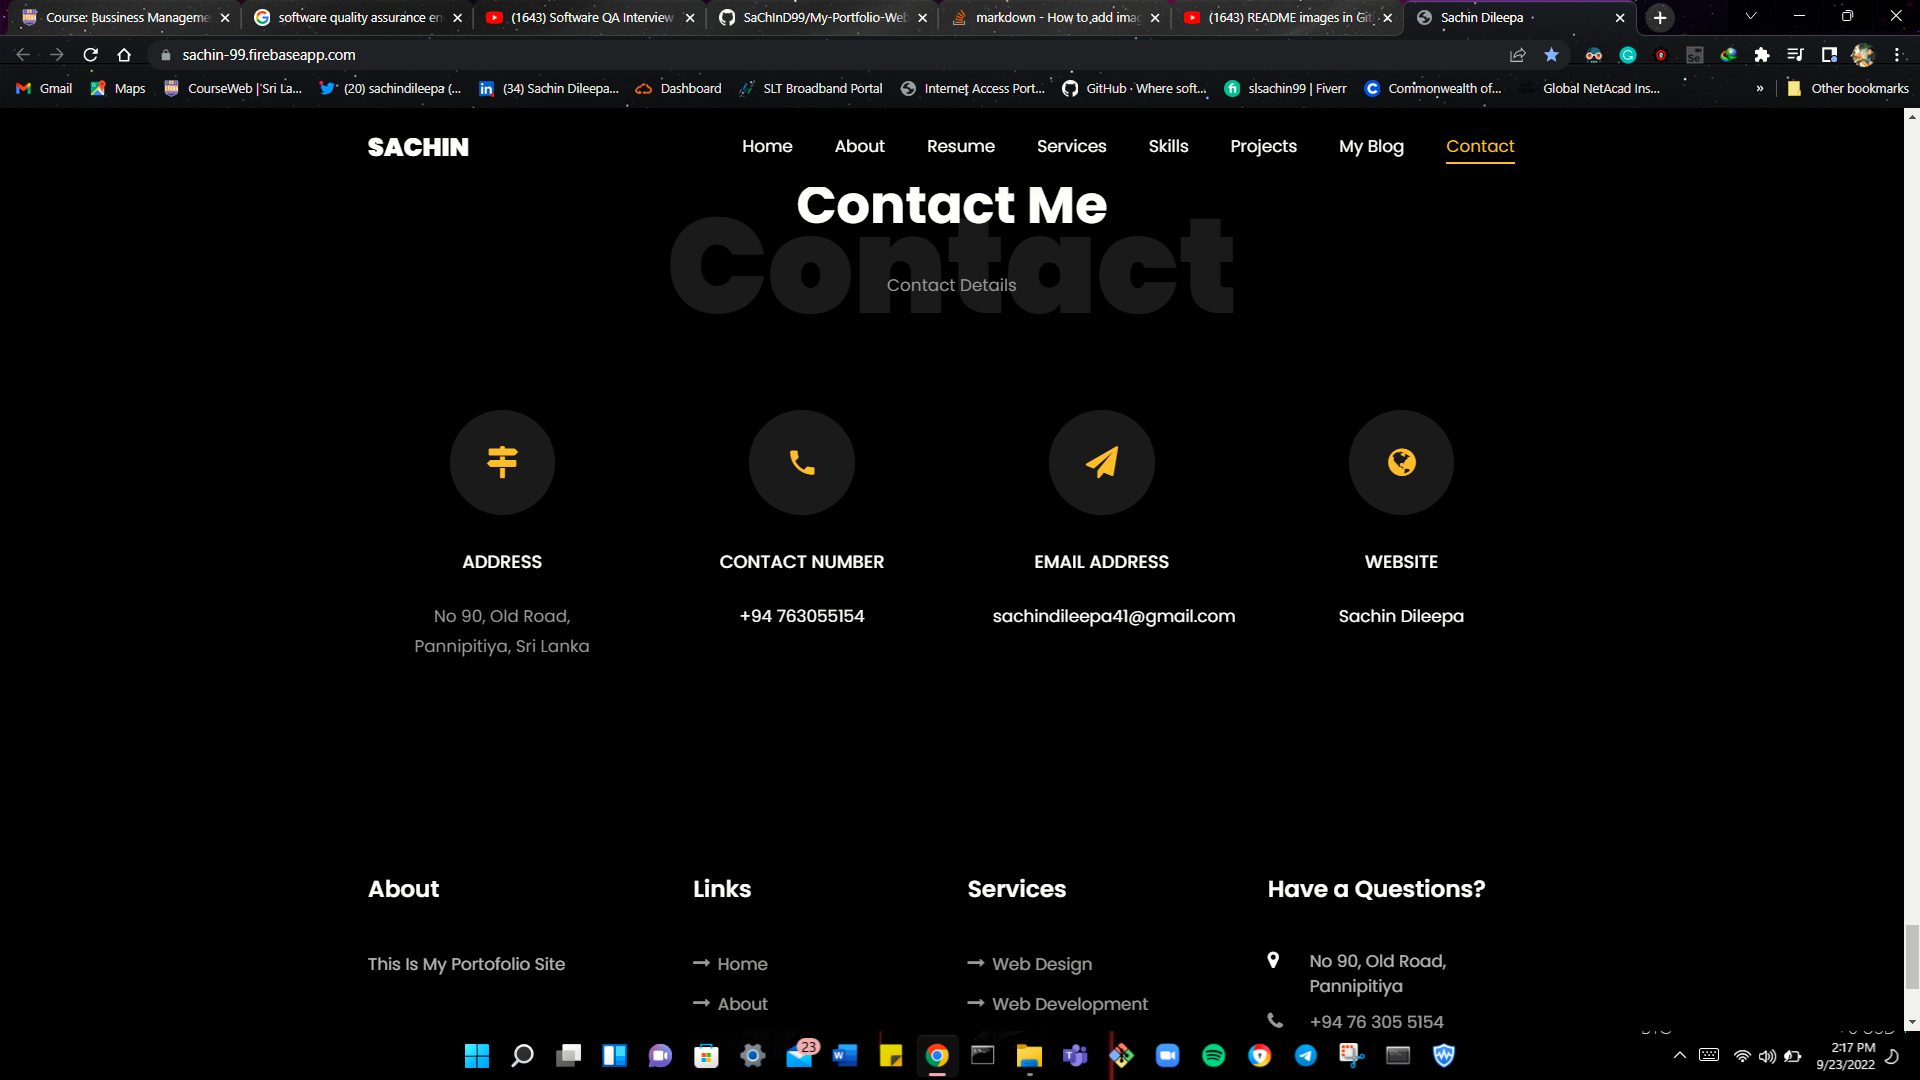 Course: Bussiness Manageme
software quality assurance en
(1643) Software QA Interview
SaChInD99/My-Portfolio-Web
markdown - How to add imag
(1643) README images in Git
Sachin Dileepa
sachin-99.firebaseapp.com
Gmail
Maps
CourseWeb | Sri La...
(20) sachindileepa (...
(34) Sachin Dileepa...
Dashboard
SLT Broadband Portal
Internet Access Port...
GitHub · Where soft...
slsachin99 | Fiverr
Commonwealth of...
Global NetAcad Ins...
»
Other bookmarks
SACHIN
Home
About
Resume
Services
Skills
Projects
My Blog
Contact
Contact Me
Contact
Contact Details
ADDRESS
No 90, Old Road,
Pannipitiya, Sri Lanka
CONTACT NUMBER
+94 763055154
EMAIL ADDRESS
sachindileepa41@gmail.com
WEBSITE
Sachin Dileepa
About
This Is My Portofolio Site
Links
Home
About
Services
Web Design
Web Development
Have a Questions?
No 90, Old Road,
Pannipitiya
+94 76 305 5154
23
2:17 PM
9/23/2022